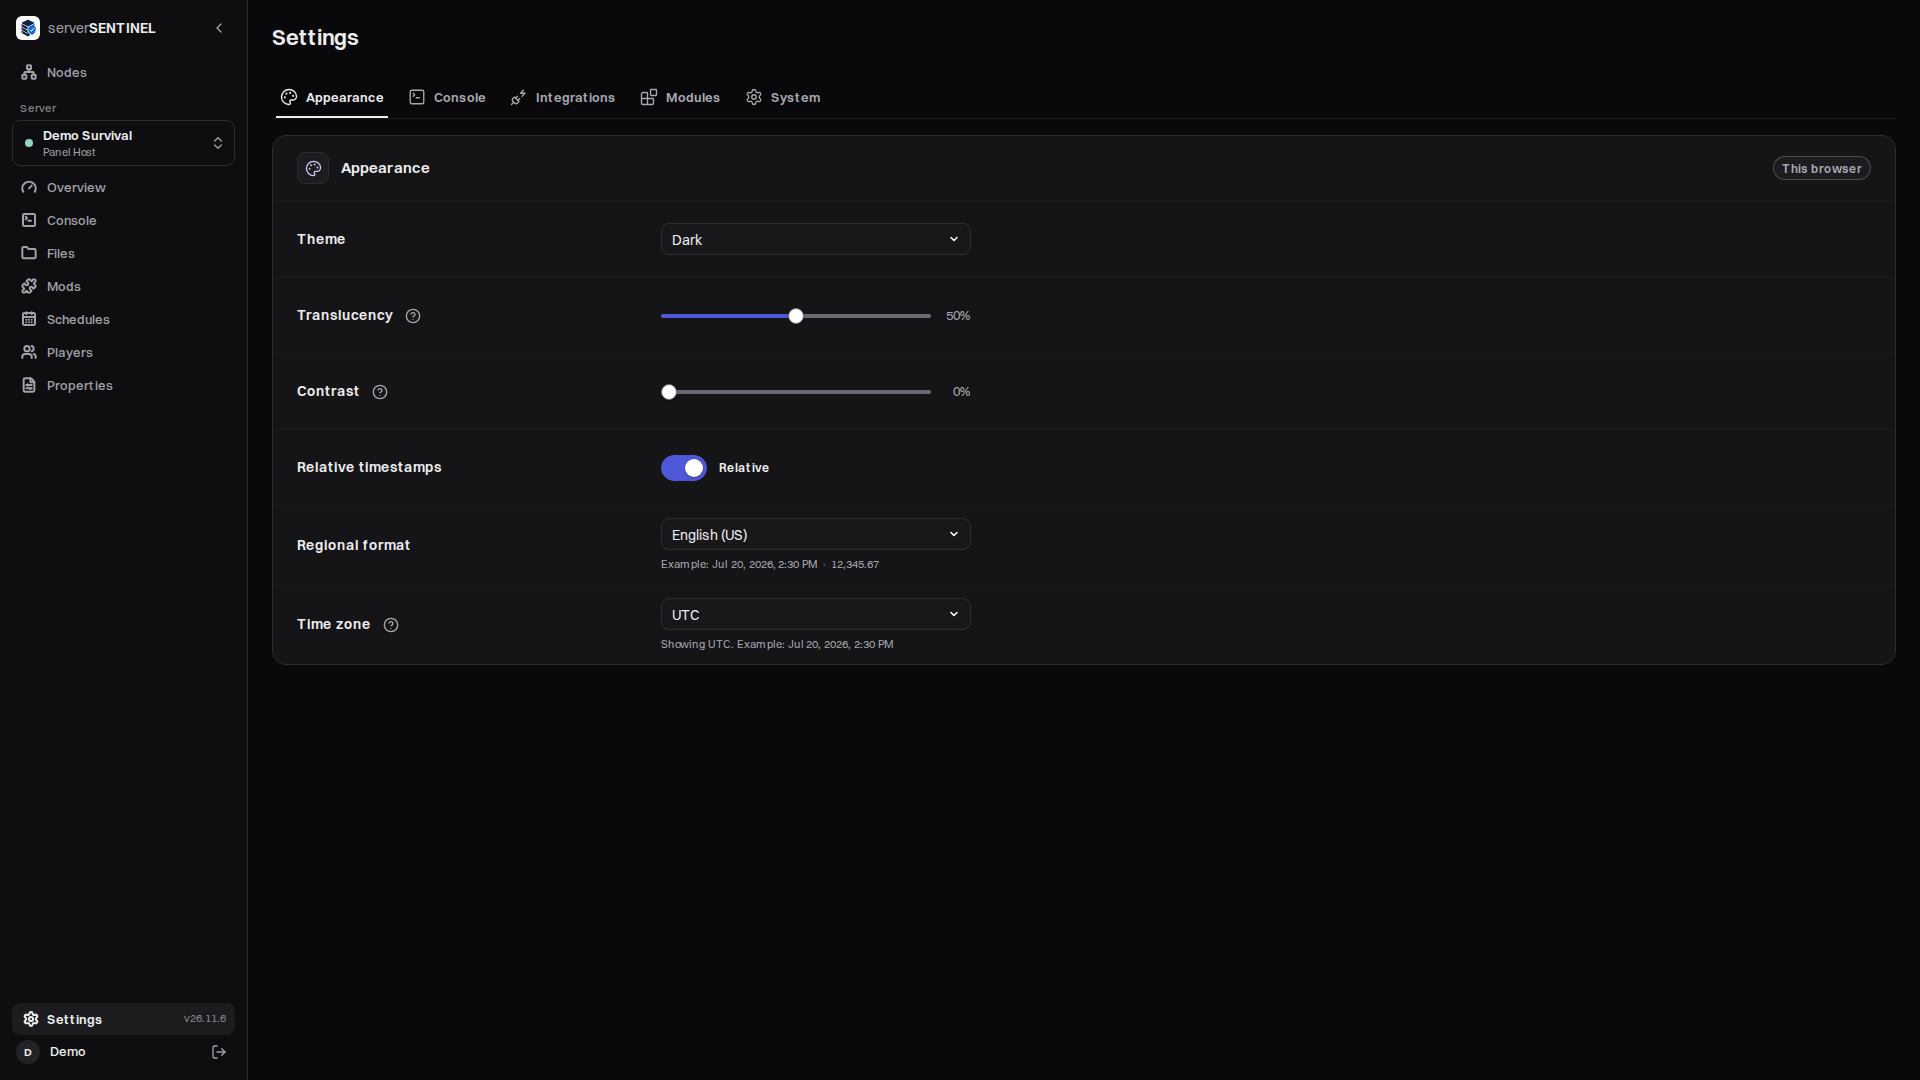 serverSENTINEL
Nodes
Server
Demo Survival
Panel Host
Overview
Console
Files
Mods
Schedules
Players
Properties
Settings
v26.11.6
D
Demo
Settings
Appearance
Console
Integrations
Modules
System
Appearance
This browser
Theme
Dark
Translucency
50%
Contrast
0%
Relative timestamps
Relative
Regional format
English (US)
Example: Jul 20, 2026, 2:30 PM · 12,345.67
Time zone
UTC
Showing UTC. Example: Jul 20, 2026, 2:30 PM